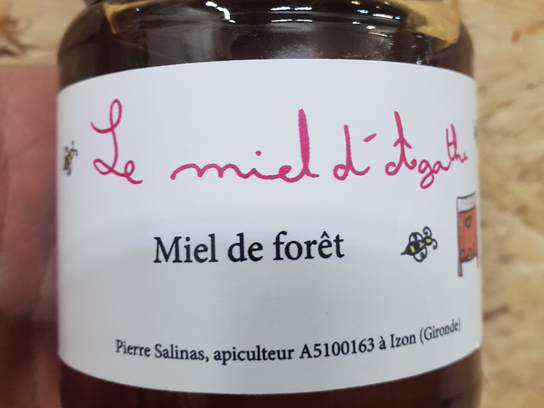 Le miel d'Agathe
Miel de forêt
Pierre Salinas, apiculteur A5100163 à Izon (Gironde)